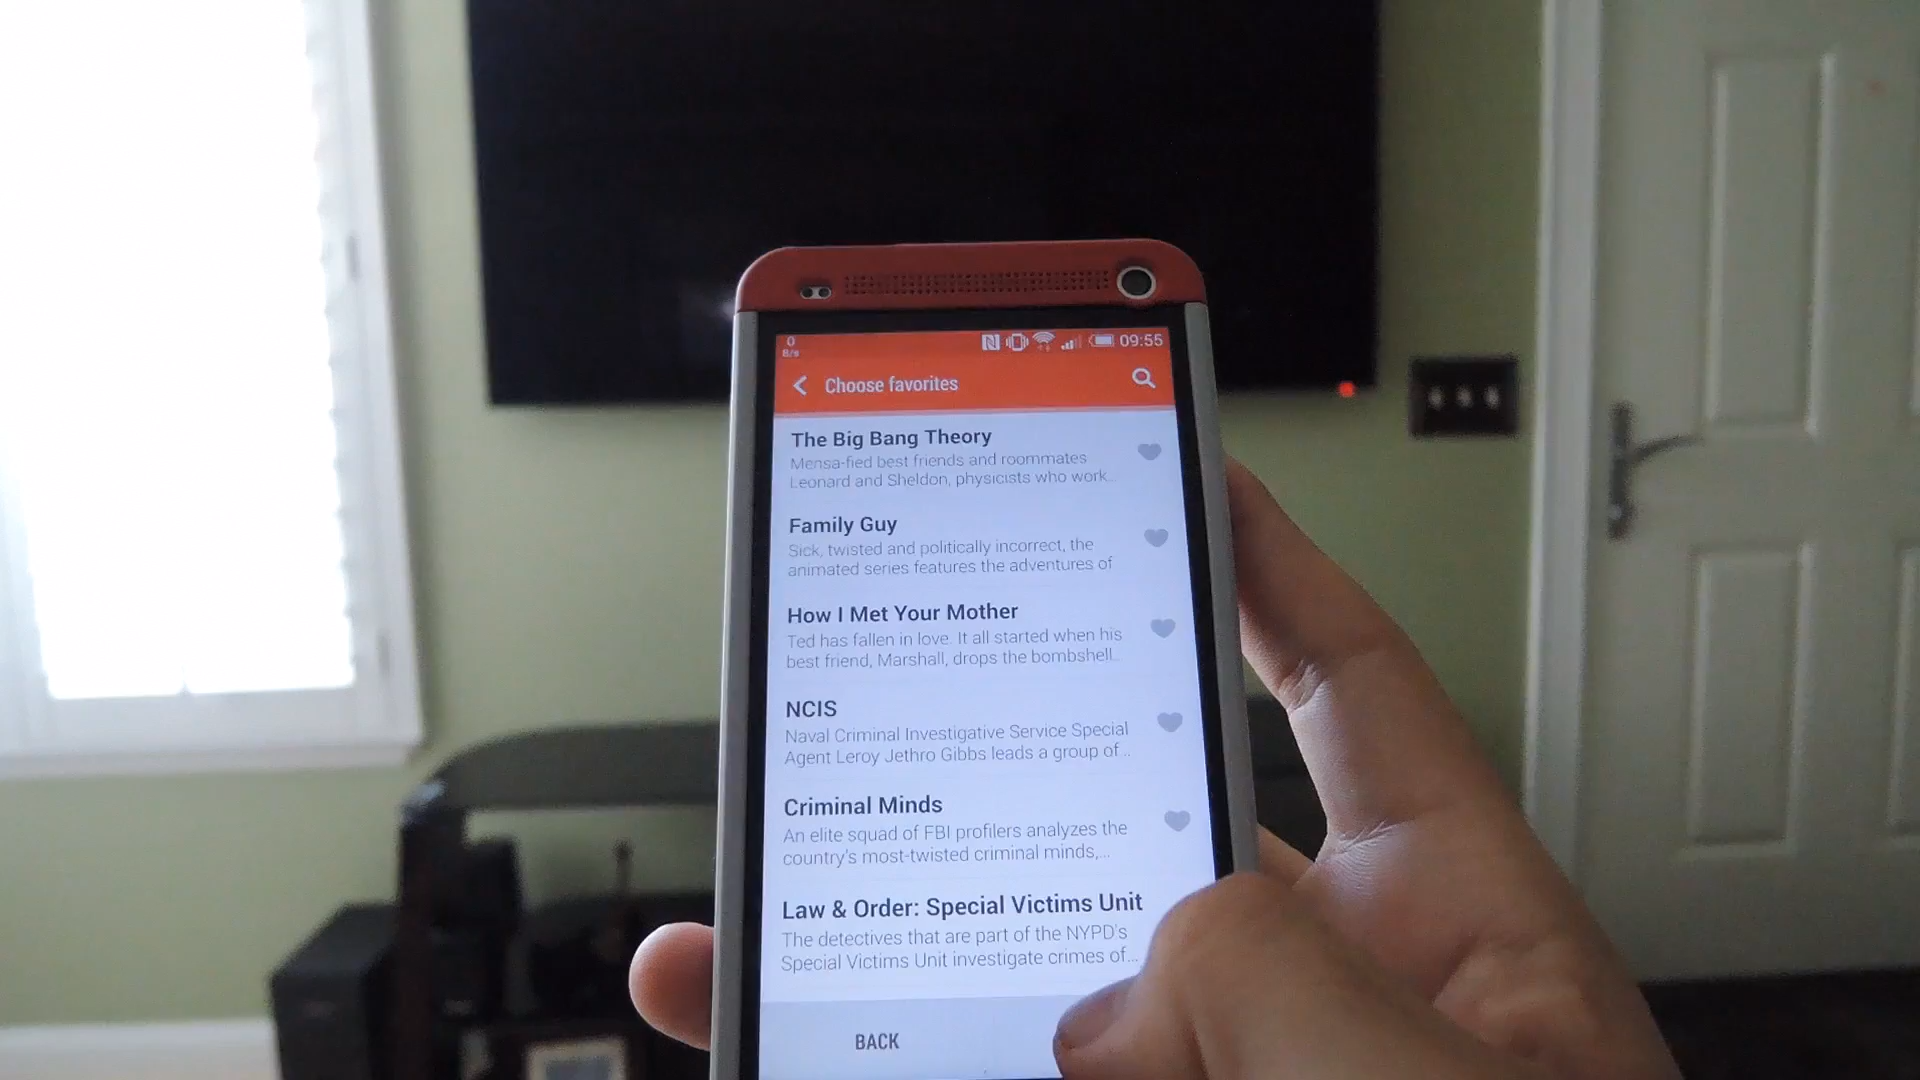 0
B/s
09:55
Choose favorites
The Big Bang Theory
Mensa-fied best friends and roommates
Leonard and Sheldon, physicists who work...
Family Guy
Sick, twisted and politically incorrect, the
animated series features the adventures of
How I Met Your Mother
Ted has fallen in love. It all started when his
best friend, Marshall, drops the bombshell...
NCIS
Naval Criminal Investigative Service Special
Agent Leroy Jethro Gibbs leads a group of...
Criminal Minds
An elite squad of FBI profilers analyzes the
country's most-twisted criminal minds,...
Law & Order: Special Victims Unit
The detectives that are part of the NYPD's
Special Victims Unit investigate crimes of...
BACK